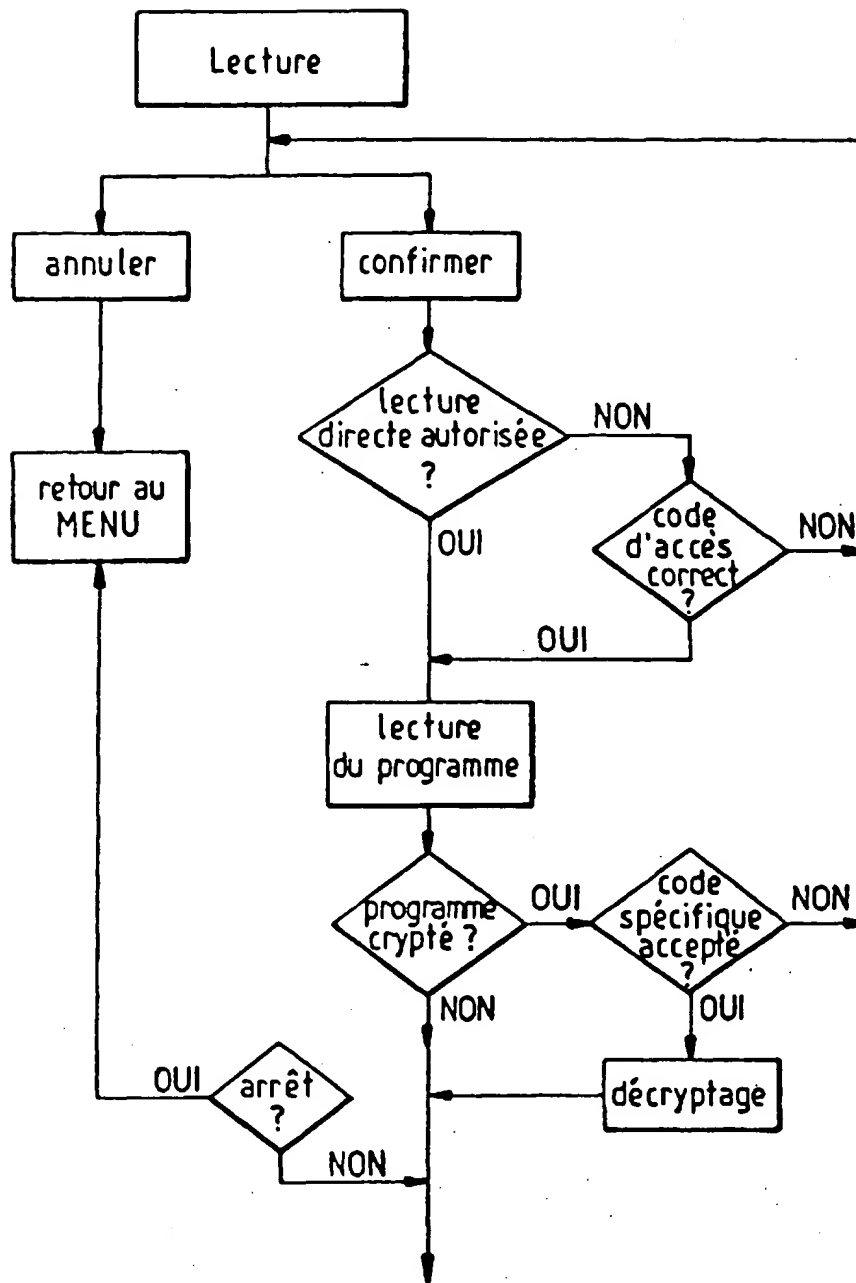 Lecture
annuler
confirmer
lecture
directe autorisée
?
NON
retour au
MENU
OUI
code
d'accès
correct
?
NON
OUI
lecture
du programme
programme
crypté ?
OUI
code
spécifique
accepté
?
NON
NON
OUI
OUI
arrêt
?
décryptage
NON